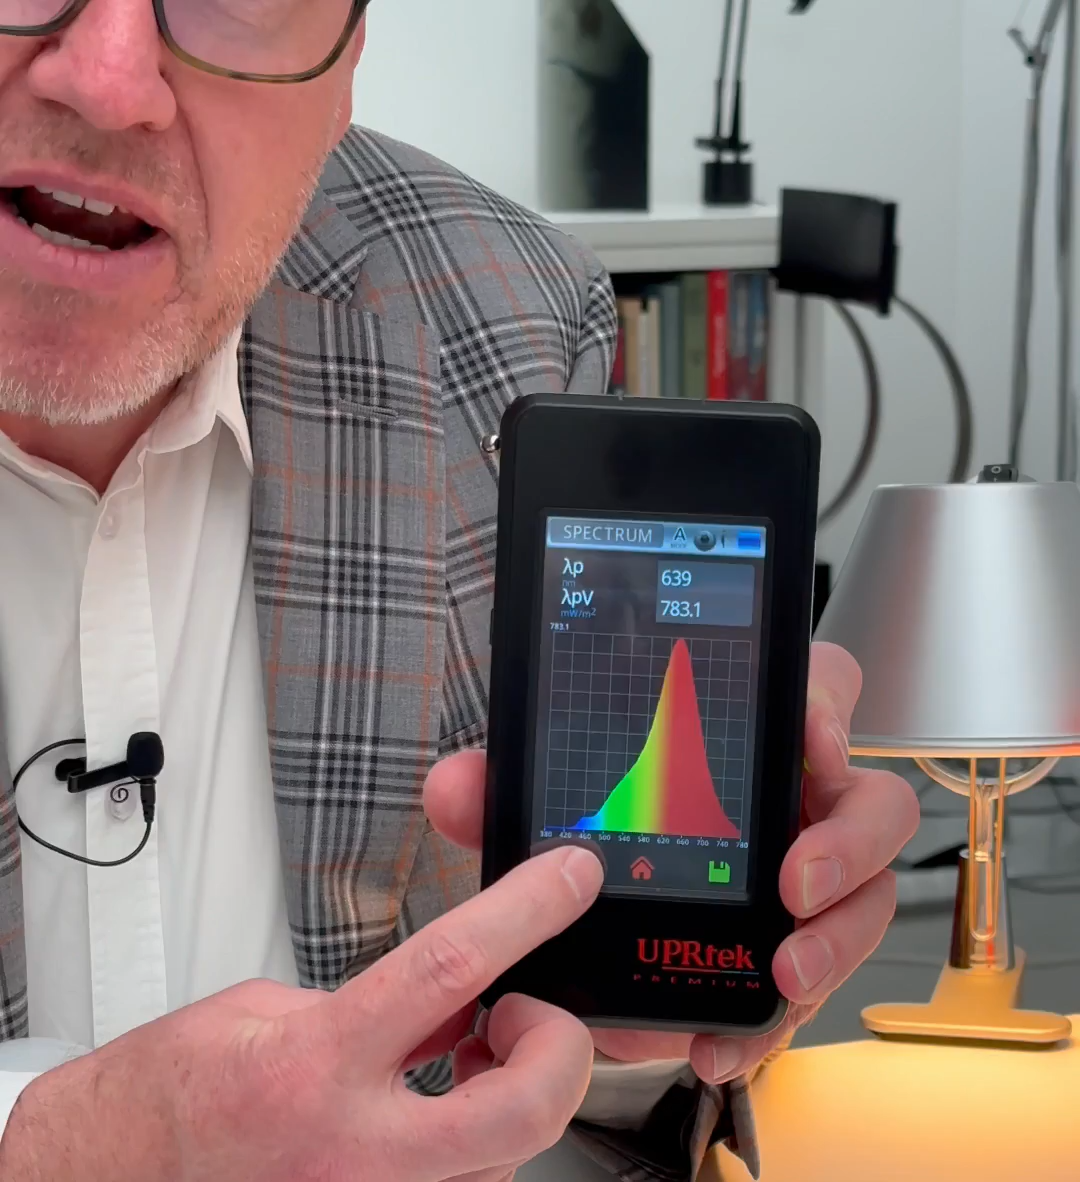 SPECTRUM A
λp 639
nm
λpV 783.1
mW/m²
783.1
380 420 460 500 540 580 620 660 700 740 780
UPRtek
PREMIUM